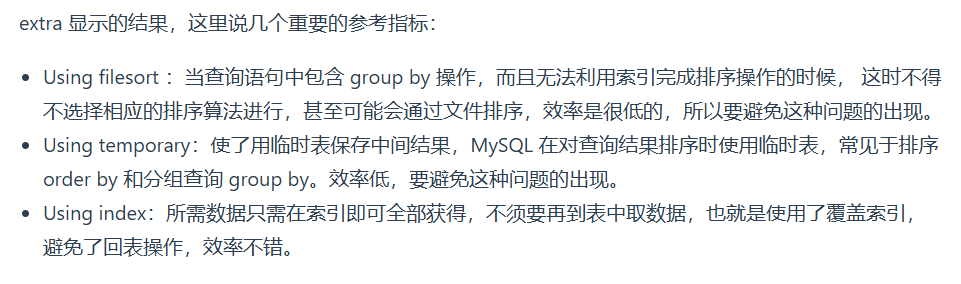 extra 显示的结果，这里说几个重要的参考指标：
• Using filesort ：当查询语句中包含 group by 操作，而且无法利用索引完成排序操作的时候， 这时不得
不选择相应的排序算法进行，甚至可能会通过文件排序，效率是很低的，所以要避免这种问题的出现。
• Using temporary：使了用临时表保存中间结果，MySQL 在对查询结果排序时使用临时表，常见于排序
order by 和分组查询 group by。效率低，要避免这种问题的出现。
• Using index：所需数据只需在索引即可全部获得，不须要再到表中取数据，也就是使用了覆盖索引，
避免了回表操作，效率不错。